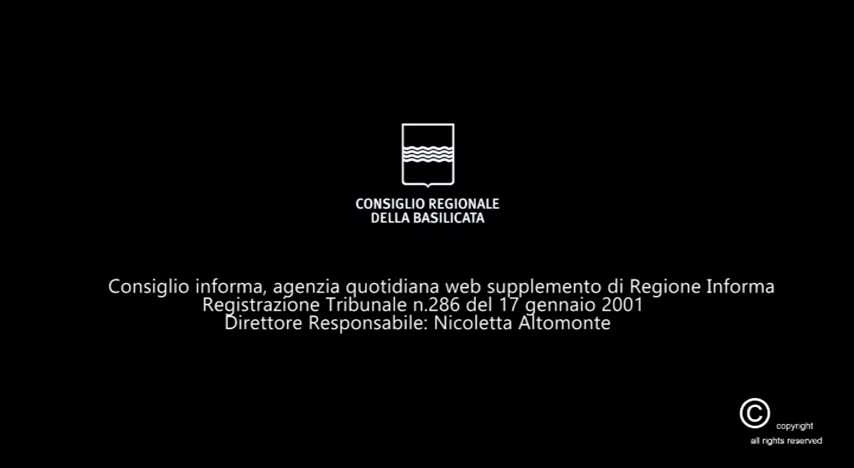 CONSIGLIO REGIONALE
DELLA BASILICATA
Consiglio informa, agenzia quotidiana web supplemento di Regione Informa
Registrazione Tribunale n.286 del 17 gennaio 2001
Direttore Responsabile: Nicoletta Altomonte
© copyright
all rights reserved